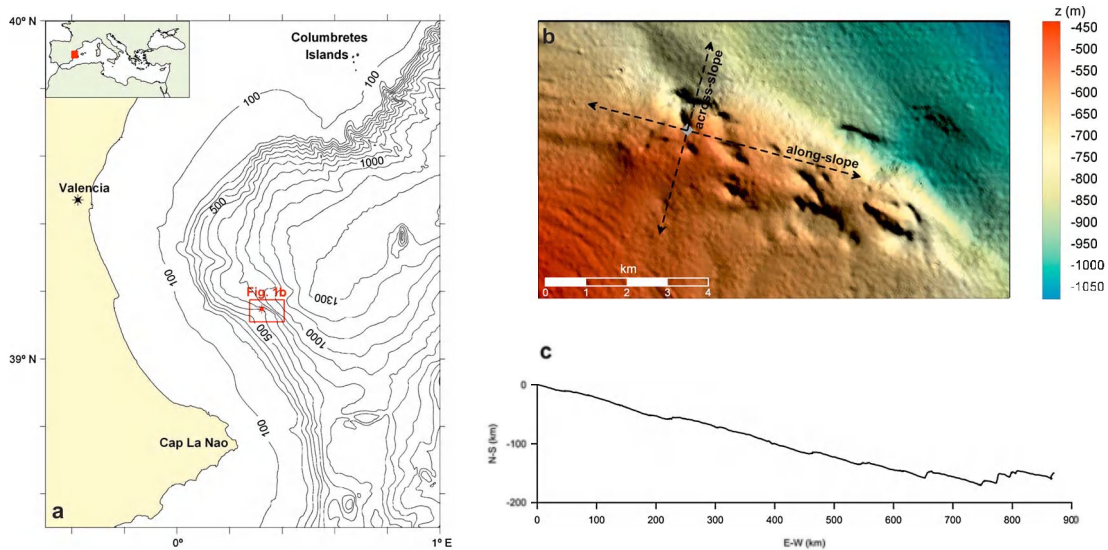 40° N
Columbretes
Islands
100
100
1000
Valencia
500
100
Fig. 1b
1300
500
1000
39° N
100
Cap La Nao
a
0°
1° E
b
across-slope
along-slope
km
0 1 2 3 4
z (m)
-450
-500
-550
-600
-650
-700
-750
-800
-850
-900
-950
-1000
-1050
c
0
-100
-200
N-S (km)
0 100 200 300 400 500 600 700 800 900
E-W (km)